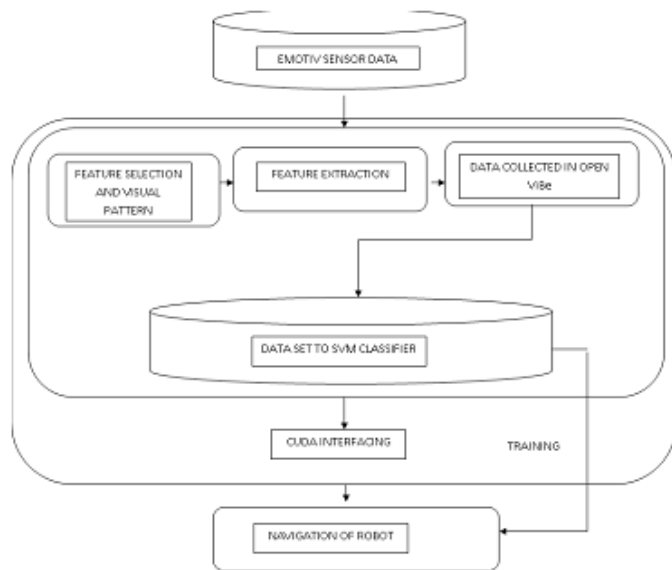 EMOTIV SENSOR DATA
FEATURE SELECTION
AND VISUAL
PATTERN
FEATURE EXTRACTION
DATA COLLECTED IN OPEN
ViBe
DATA SET TO SVM CLASSIFIER
CUDA INTERFACING
TRAINING
NAVIGATION OF ROBOT